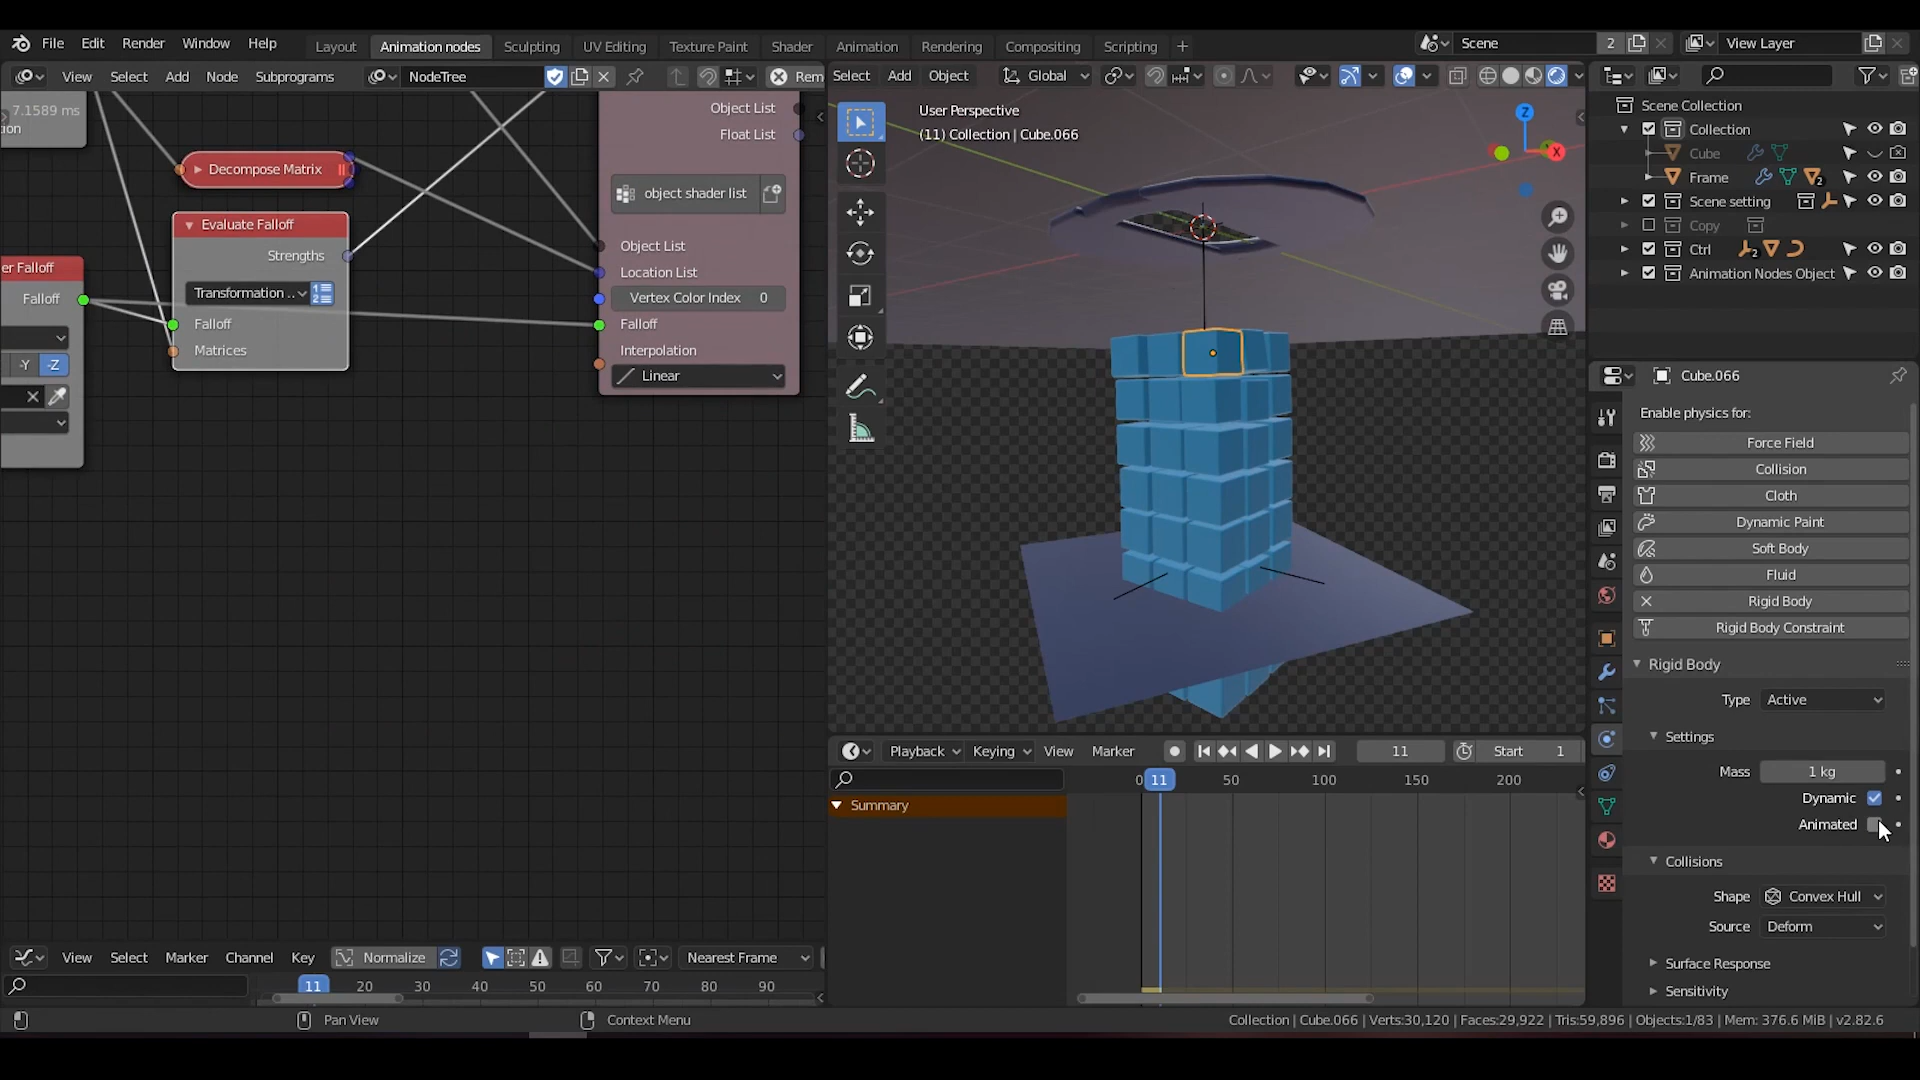 File Edit Render Window Help Layout Animation nodes Sculpting UV Editing Texture Paint Shader Animation Rendering Compositing Scripting + Scene 2 View Layer
View Select Add Node Subprograms NodeTree Rem
Select Add Object Global
7.1589 ms
ion
Decompose Matrix
Evaluate Falloff
Strengths
Transformation ..
Falloff
Matrices
er Falloff
Falloff
-Y -Z
Object List
Float List
object shader list
Object List
Location List
Vertex Color Index 0
Falloff
Interpolation
Linear
User Perspective
(11) Collection | Cube.066
Z
X
Scene Collection
Collection
Cube
Frame 2
Scene setting
Copy
Ctrl 2
Animation Nodes Object
Cube.066
Enable physics for:
Force Field
Collision
Cloth
Dynamic Paint
Soft Body
Fluid
Rigid Body
Rigid Body Constraint
Rigid Body
Type Active
Settings
Mass 1 kg
Dynamic
Animated
Collisions
Shape Convex Hull
Source Deform
Surface Response
Sensitivity
Playback Keying View Marker 11 Start 1
0 11 50 100 150 200
Summary
View Select Marker Channel Key Normalize Nearest Frame
11 20 30 40 50 60 70 80 90
Pan View Context Menu
Collection | Cube.066 | Verts:30,120 | Faces:29,922 | Tris:59,896 | Objects:1/83 | Mem: 376.6 MiB | v2.82.6